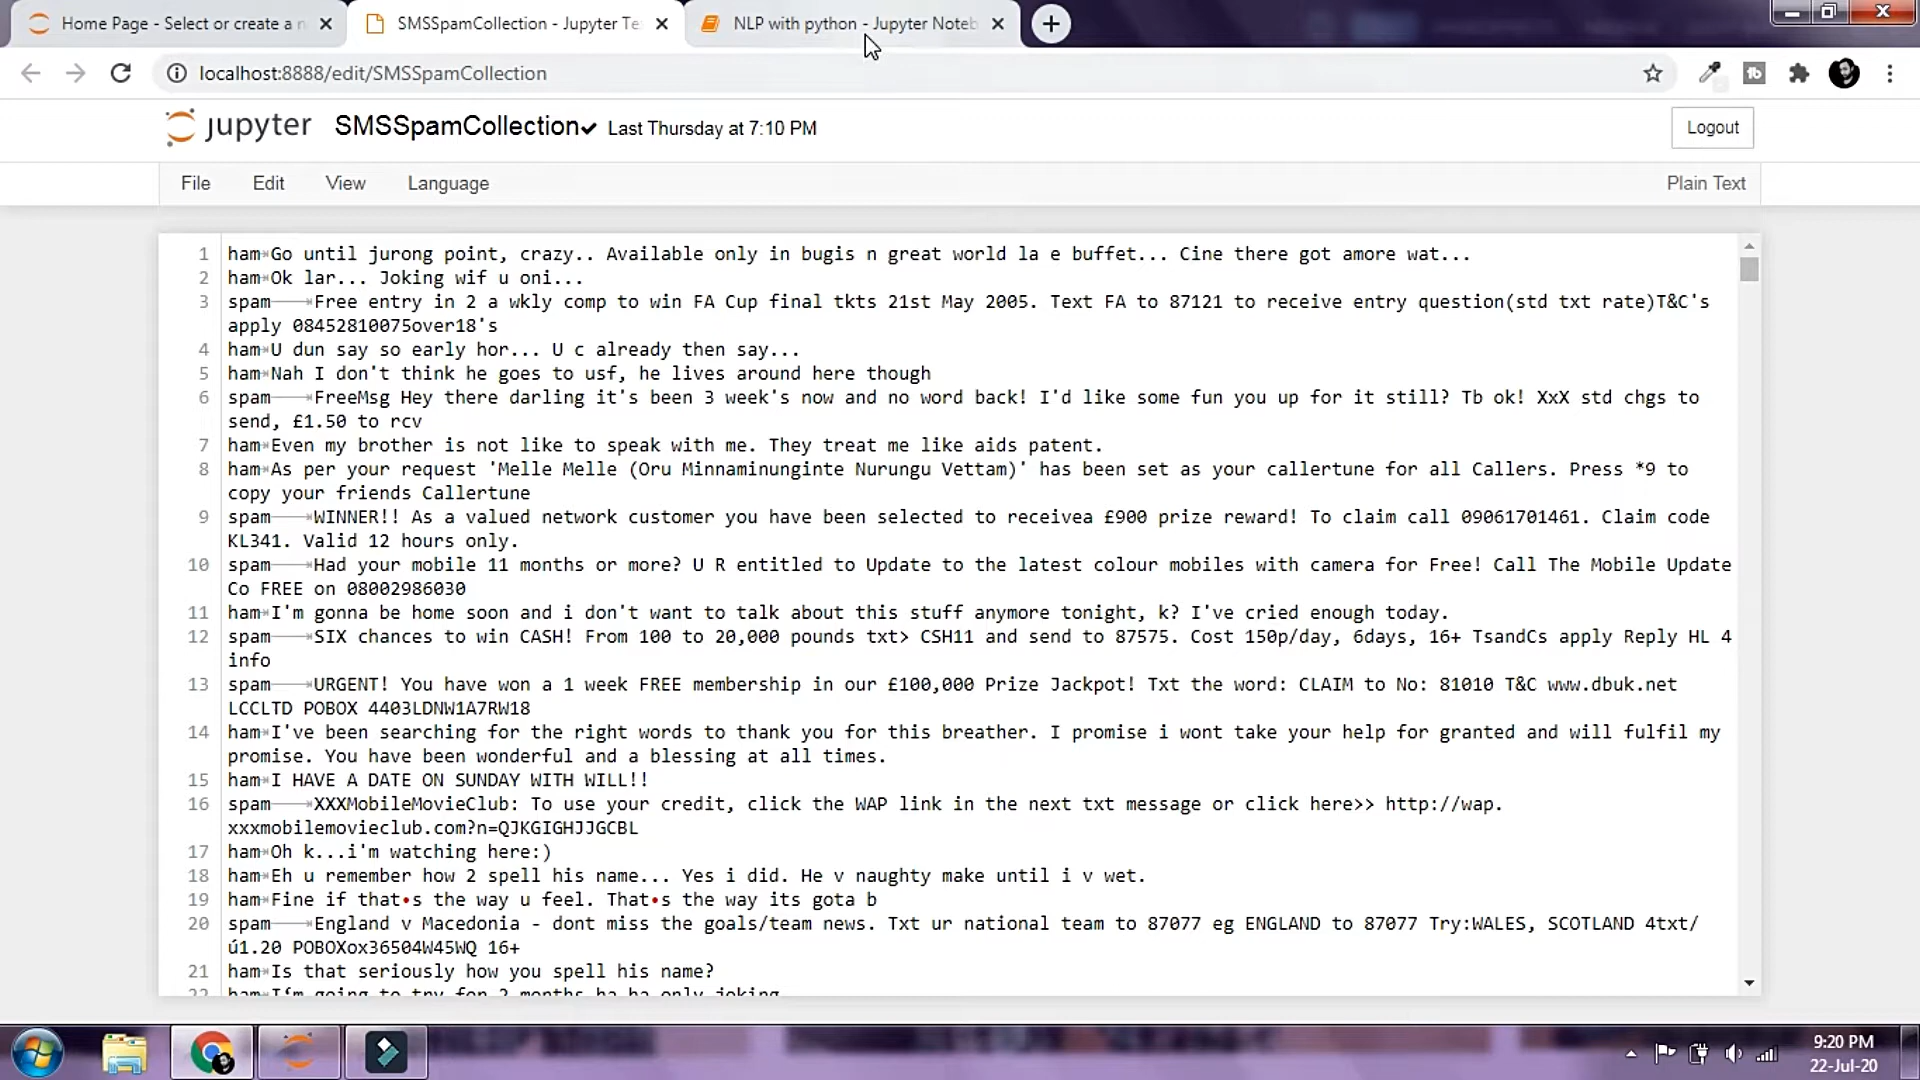 Home Page - Select or create a n
SMSSpamCollection - Jupyter Te
NLP with python - Jupyter Noteb
localhost:8888/edit/SMSSpamCollection
jupyter SMSSpamCollection Last Thursday at 7:10 PM Logout
File Edit View Language Plain Text
1 ham Go until jurong point, crazy.. Available only in bugis n great world la e buffet... Cine there got amore wat...
2 ham Ok lar... Joking wif u oni...
3 spam Free entry in 2 a wkly comp to win FA Cup final tkts 21st May 2005. Text FA to 87121 to receive entry question(std txt rate)T&C's
apply 08452810075over18's
4 ham U dun say so early hor... U c already then say...
5 ham Nah I don't think he goes to usf, he lives around here though
6 spam FreeMsg Hey there darling it's been 3 week's now and no word back! I'd like some fun you up for it still? Tb ok! XxX std chgs to
send, £1.50 to rcv
7 ham Even my brother is not like to speak with me. They treat me like aids patent.
8 ham As per your request 'Melle Melle (Oru Minnaminunginte Nurungu Vettam)' has been set as your callertune for all Callers. Press *9 to
copy your friends Callertune
9 spam WINNER!! As a valued network customer you have been selected to receivea £900 prize reward! To claim call 09061701461. Claim code
KL341. Valid 12 hours only.
10 spam Had your mobile 11 months or more? U R entitled to Update to the latest colour mobiles with camera for Free! Call The Mobile Update
Co FREE on 08002986030
11 ham I'm gonna be home soon and i don't want to talk about this stuff anymore tonight, k? I've cried enough today.
12 spam SIX chances to win CASH! From 100 to 20,000 pounds txt> CSH11 and send to 87575. Cost 150p/day, 6days, 16+ TsandCs apply Reply HL 4
info
13 spam URGENT! You have won a 1 week FREE membership in our £100,000 Prize Jackpot! Txt the word: CLAIM to No: 81010 T&C www.dbuk.net
LCCLTD POBOX 4403LDNW1A7RW18
14 ham I've been searching for the right words to thank you for this breather. I promise i wont take your help for granted and will fulfil my
promise. You have been wonderful and a blessing at all times.
15 ham I HAVE A DATE ON SUNDAY WITH WILL!!
16 spam XXXMobileMovieClub: To use your credit, click the WAP link in the next txt message or click here>> http://wap.
xxxmobilemovieclub.com?n=QJKGIGHJJGCBL
17 ham Oh k...i'm watching here:)
18 ham Eh u remember how 2 spell his name... Yes i did. He v naughty make until i v wet.
19 ham Fine if that•s the way u feel. That•s the way its gota b
20 spam England v Macedonia - dont miss the goals/team news. Txt ur national team to 87077 eg ENGLAND to 87077 Try:WALES, SCOTLAND 4txt/
ú1.20 POBOXox36504W45WQ 16+
21 ham Is that seriously how you spell his name?
22 ham I‘m going to try for 2 months ha ha only joking
9:20 PM
22-Jul-20